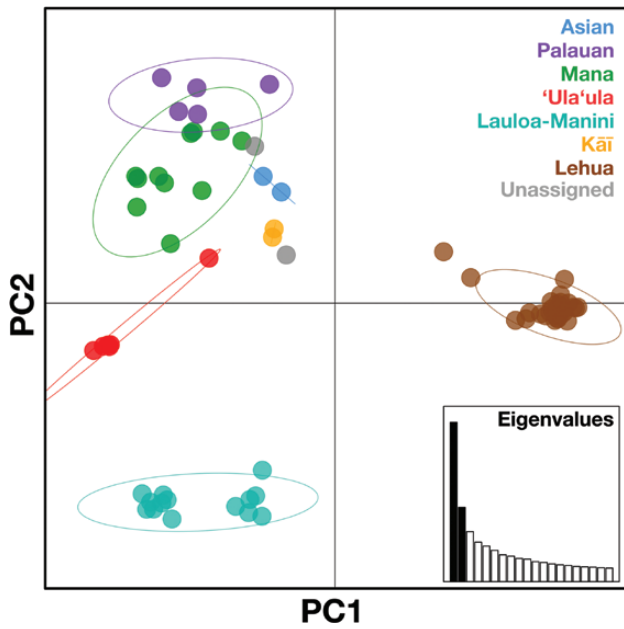 Asian
Palauan
Mana
ʻUlaʻula
Lauloa-Manini
Kāī
Lehua
Unassigned
PC2
Eigenvalues
PC1